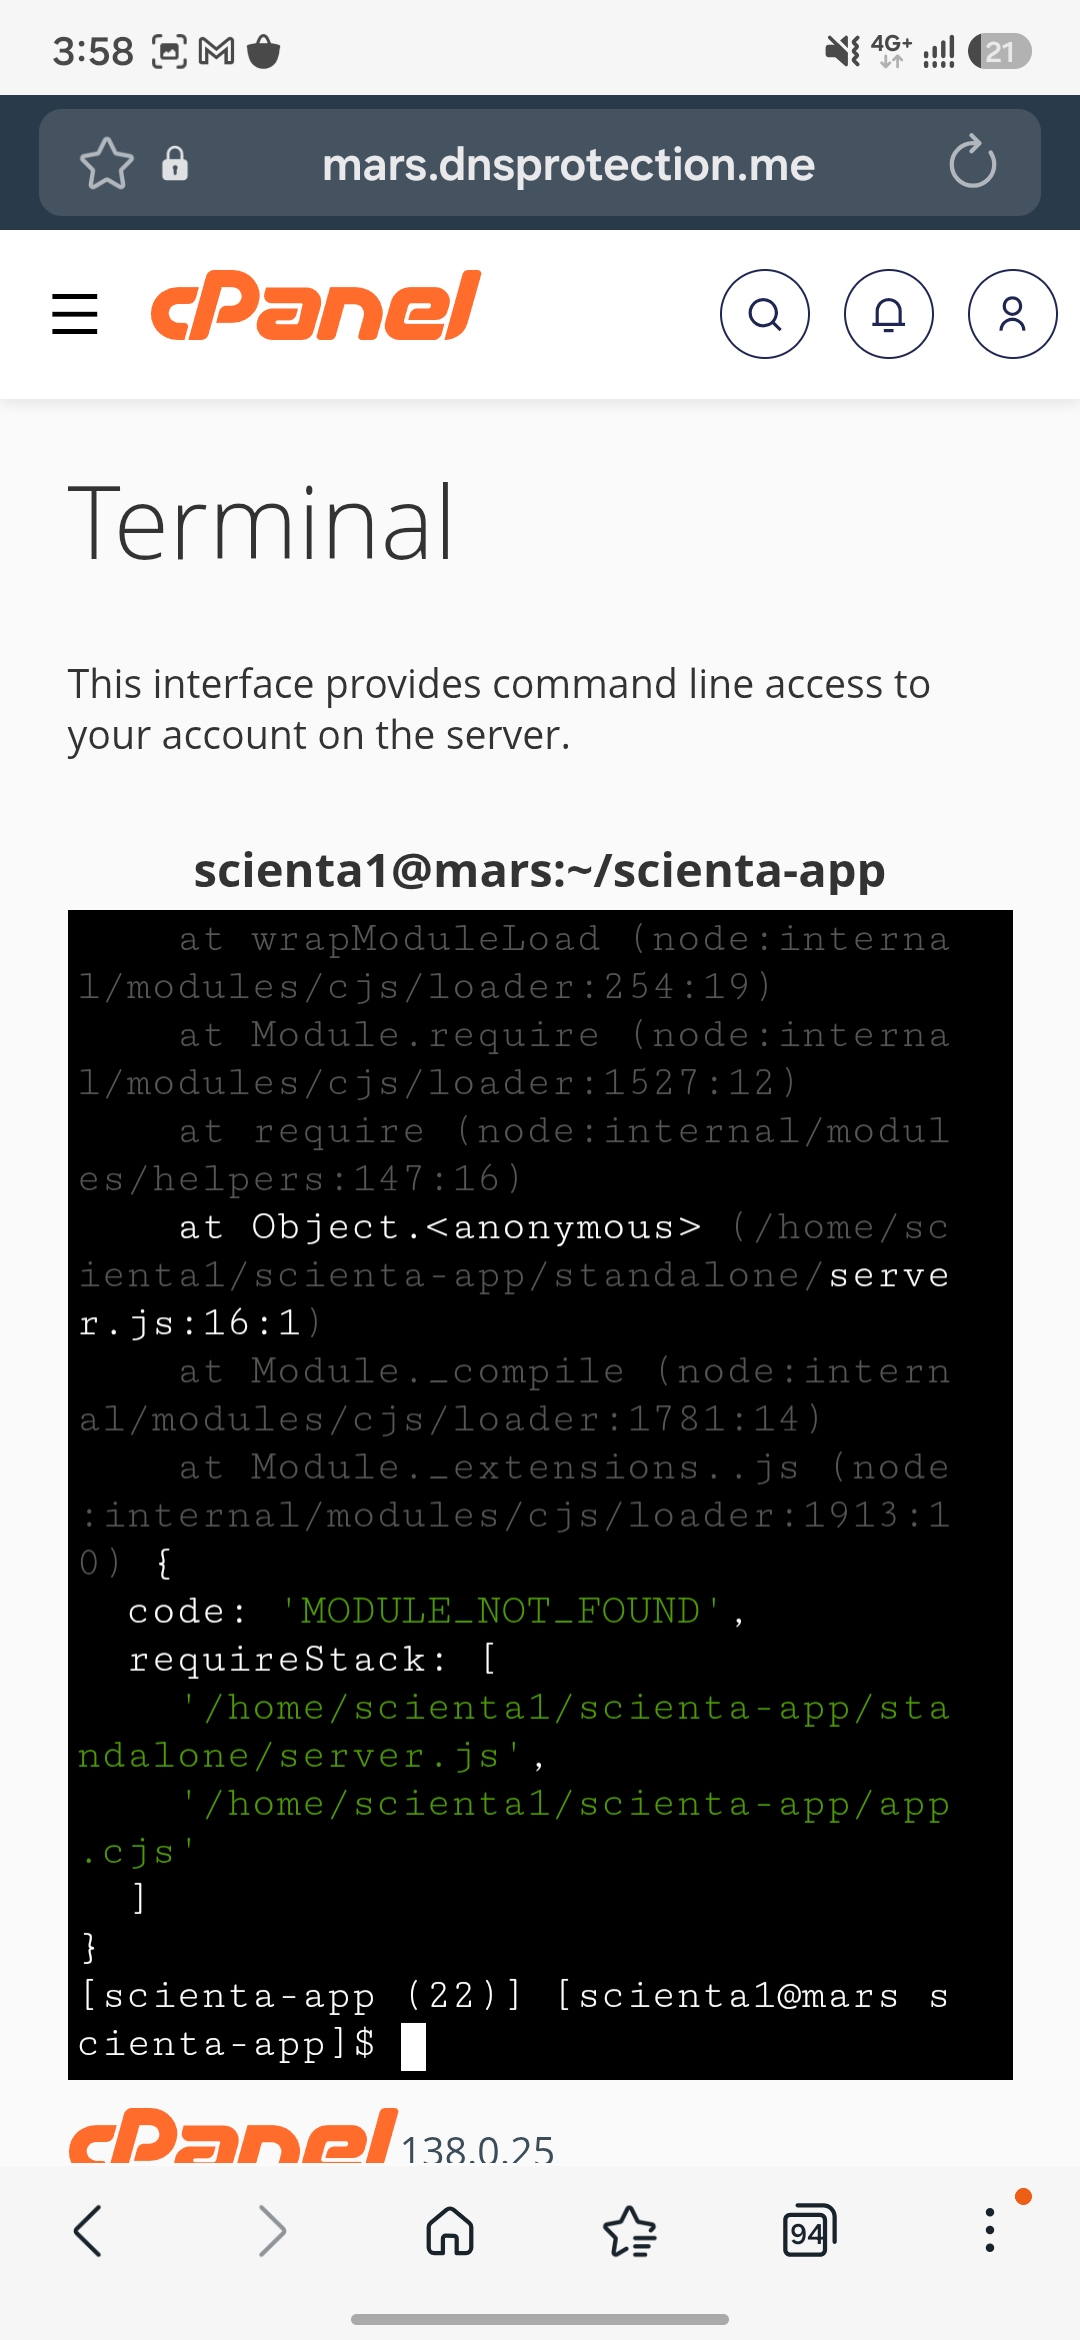 3:58
4G+
21
mars.dnsprotection.me
cPanel
Terminal
This interface provides command line access to
your account on the server.
scienta1@mars:~/scienta-app
at wrapModuleLoad (node:interna
l/modules/cjs/loader:254:19)
at Module.require (node:interna
l/modules/cjs/loader:1527:12)
at require (node:internal/modul
es/helpers:147:16)
at Object.<anonymous> (/home/sc
ienta1/scienta-app/standalone/serve
r.js:16:1)
at Module._compile (node:intern
al/modules/cjs/loader:1781:14)
at Module._extensions..js (node
:internal/modules/cjs/loader:1913:1
0) {
code: 'MODULE_NOT_FOUND',
requireStack: [
'/home/scienta1/scienta-app/sta
ndalone/server.js',
'/home/scienta1/scienta-app/app
.cjs'
]
}
[scienta-app (22)] [scienta1@mars s
cienta-app]$
cPanel 138.0.25
94